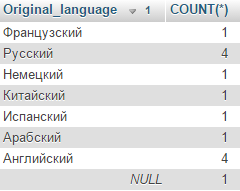 Original_language 1 COUNT(*)
Французский 1
Русский 4
Немецкий 1
Китайский 1
Испанский 1
Арабский 1
Английский 4
NULL 1